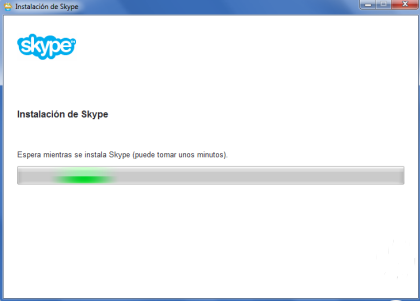 Instalación de Skype
skype
Instalación de Skype
Espera mientras se instala Skype (puede tomar unos minutos).